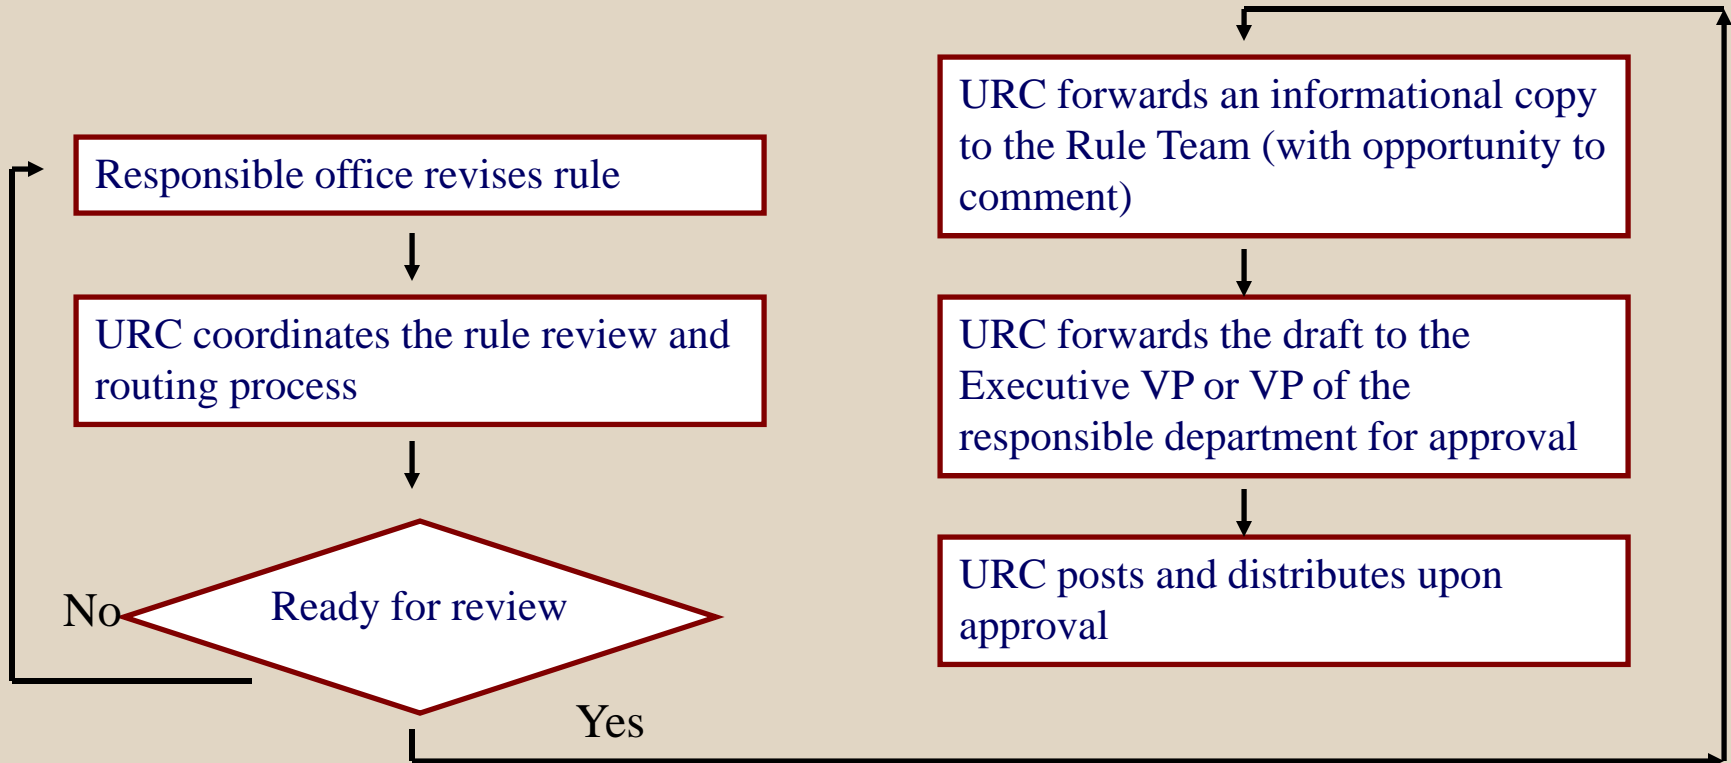 Responsible office revises rule
URC coordinates the rule review and
routing process
Ready for review
No
Yes
URC forwards an informational copy
to the Rule Team (with opportunity to
comment)
URC forwards the draft to the
Executive VP or VP of the
responsible department for approval
URC posts and distributes upon
approval